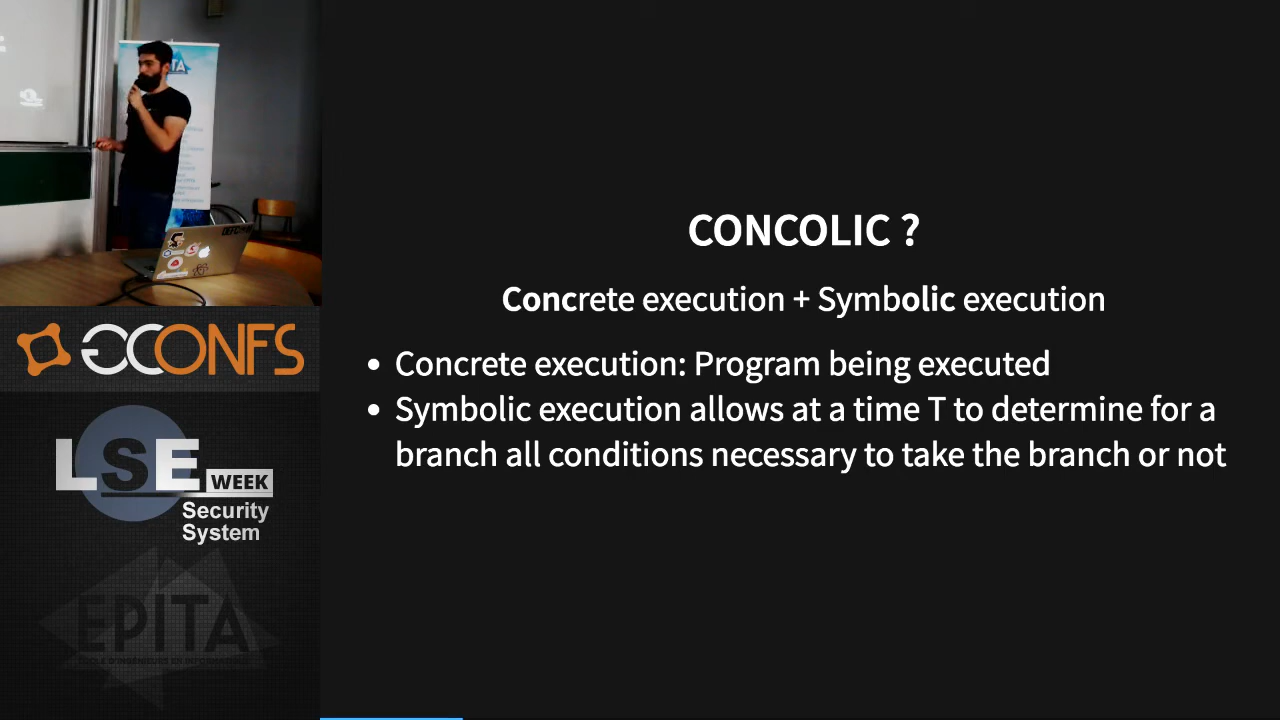 CONCOLIC ?
Concrete execution + Symbolic execution
• Concrete execution: Program being executed
• Symbolic execution allows at a time T to determine for a
branch all conditions necessary to take the branch or not
CONFS
LSE WEEK
Security
System
EPITA